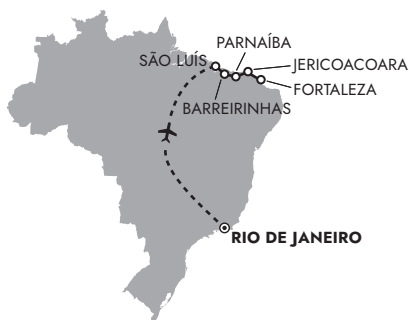 PARNAÍBA
SÃO LUÍS
JERICOACOARA
FORTALEZA
BARREIRINHAS
RIO DE JANEIRO